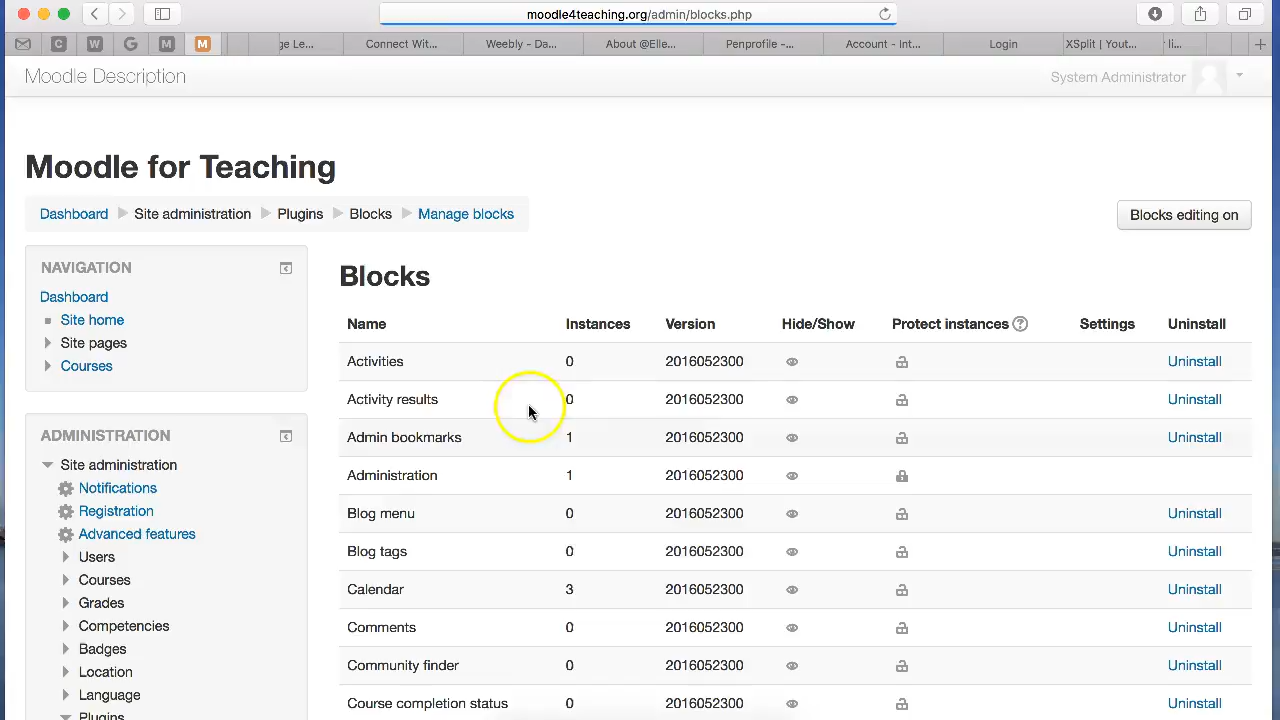 moodle4teaching.org/admin/blocks.php
C W G M M ge Le... Connect Wit... Weebly - Da... About @Elle... Penprofile -... Account - Int... Login XSplit | Yout... li...
Moodle Description System Administrator
Moodle for Teaching
Dashboard Site administration Plugins Blocks Manage blocks Blocks editing on
NAVIGATION
Dashboard
Site home
Site pages
Courses
ADMINISTRATION
Site administration
Notifications
Registration
Advanced features
Users
Courses
Grades
Competencies
Badges
Location
Language
Plugins
Blocks
Name Instances Version Hide/Show Protect instances ? Settings Uninstall
Activities 0 2016052300 Uninstall
Activity results 0 2016052300 Uninstall
Admin bookmarks 1 2016052300 Uninstall
Administration 1 2016052300
Blog menu 0 2016052300 Uninstall
Blog tags 0 2016052300 Uninstall
Calendar 3 2016052300 Uninstall
Comments 0 2016052300 Uninstall
Community finder 0 2016052300 Uninstall
Course completion status 0 2016052300 Uninstall